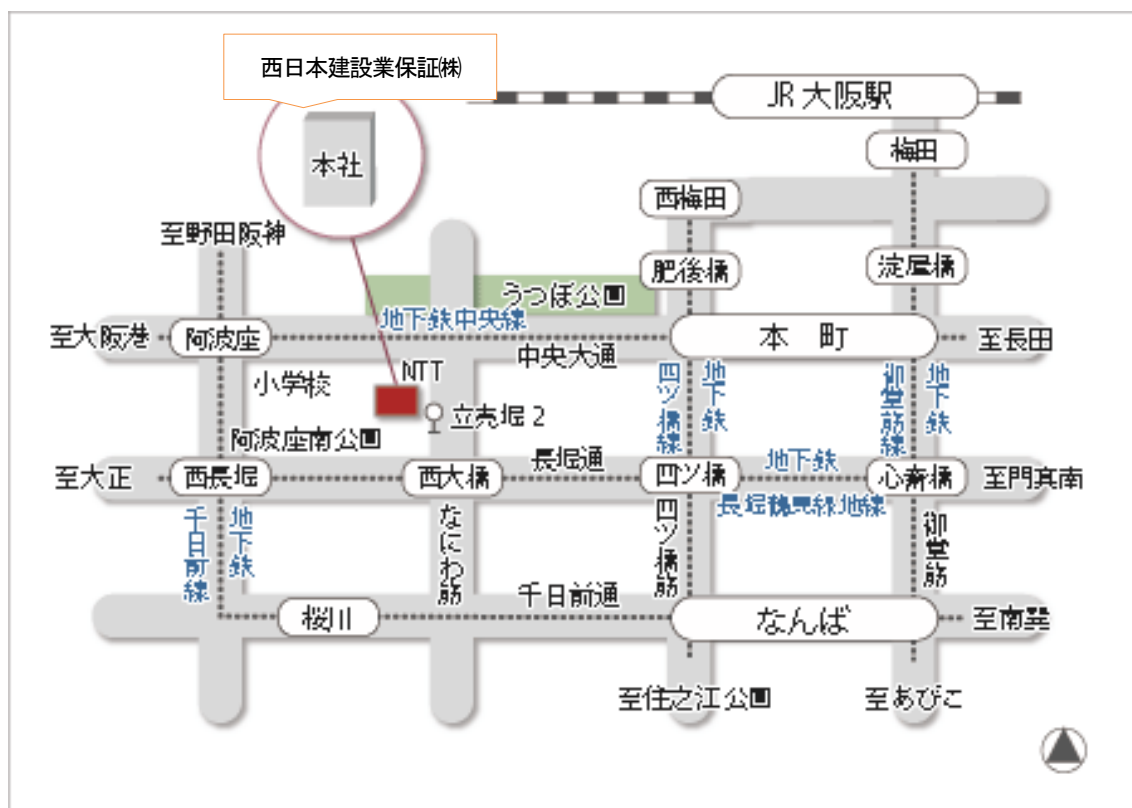 西日本建設業保証㈱
JR大阪駅
本社
梅田
西梅田
至野田阪神
肥後橋
淀屋橋
うつぼ公園
地下鉄中央線
至大阪港
阿波座
本町
至長田
中央大通
NTT
小学校
地下鉄
四ツ橋線
地下鉄
御堂筋線
立売堀2
阿波座南公園
長堀通
地下鉄
至大正
西長堀
西大橋
四ツ橋
心斎橋
至門真南
長堀鶴見緑地線
地下鉄
千日前線
なにわ筋
四ツ橋筋
御堂筋
千日前通
桜川
なんば
至南巽
至住之江公園
至あびこ